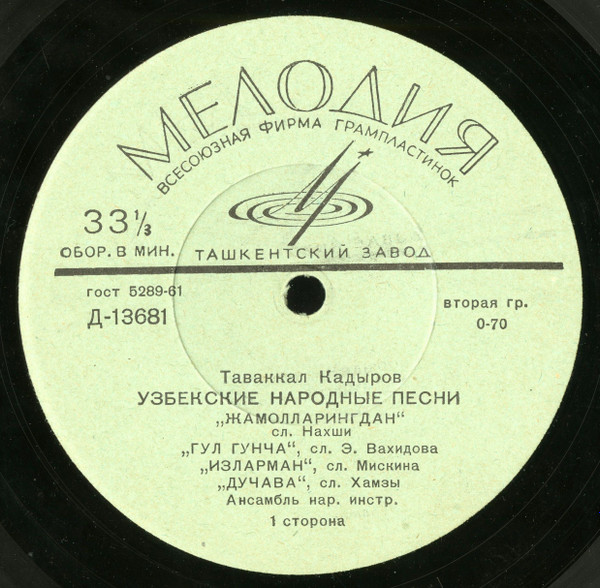 МЕЛОДИЯ
ВСЕСОЮЗНАЯ ФИРМА ГРАМПЛАСТИНОК
33⅓
ОБОР. В МИН.
ТАШКЕНТСКИЙ ЗАВОД
гост 5289-61
Д-13681
вторая гр.
0-70
Таваккал Кадыров
УЗБЕКСКИЕ НАРОДНЫЕ ПЕСНИ
„ЖАМОЛЛАРИНГДАН“
сл. Нахши
„ГУЛ ГУНЧА“, сл. Э. Вахидова
„ИЗЛАРМАН“, сл. Мискина
„ДУЧАВА“, сл. Хамзы
Ансамбль нар. инстр.
1 сторона